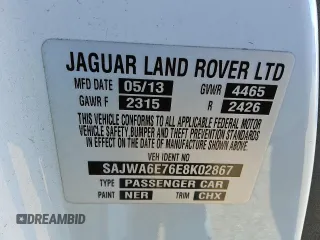 JAGUAR LAND ROVER LTD
MFD DATE 05/13 GVWR 4465
GAWR F 2315 R 2426
THIS VEHICLE CONFORMS TO ALL APPLICABLE FEDERAL MOTOR
VEHICLE SAFETY, BUMPER AND THEFT PREVENTION STANDARDS
IN EFFECT ON THE DATE OF MANUFACTURE SHOWN ABOVE.
VEH IDENT NO
SAJWA6E76E8K02867
TYPE PASSENGER CAR
PAINT NER TRIM CHX
DREAMBID